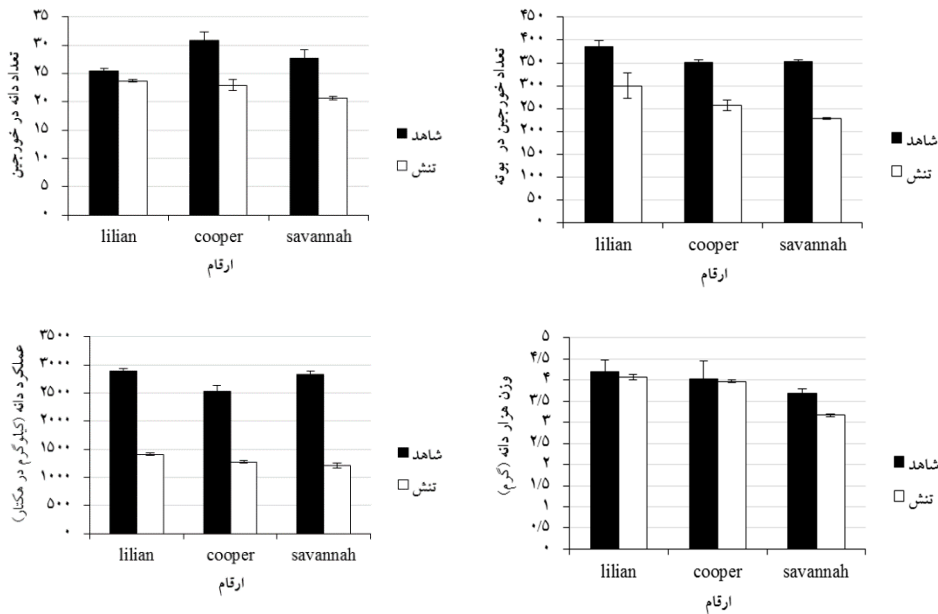 تعداد دانه در خورجین
۳۵
۳۰
۲۵
۲۰
۱۵
۱۰
۵
۰
lilian cooper savannah
ارقام
شاهد
تنش
تعداد خورجین در بوته
۴۵۰
۴۰۰
۳۵۰
۳۰۰
۲۵۰
۲۰۰
۱۵۰
۱۰۰
۵۰
۰
lilian cooper savannah
ارقام
شاهد
تنش
عملکرد دانه (کیلوگرم در هکتار)
۳۵۰۰
۳۰۰۰
۲۵۰۰
۲۰۰۰
۱۵۰۰
۱۰۰۰
۵۰۰
۰
lilian cooper savannah
ارقام
شاهد
تنش
وزن هزار دانه (گرم)
۵
۴/۵
۴
۳/۵
۳
۲/۵
۲
۱/۵
۱
۰/۵
۰
lilian cooper savannah
ارقام
شاهد
تنش